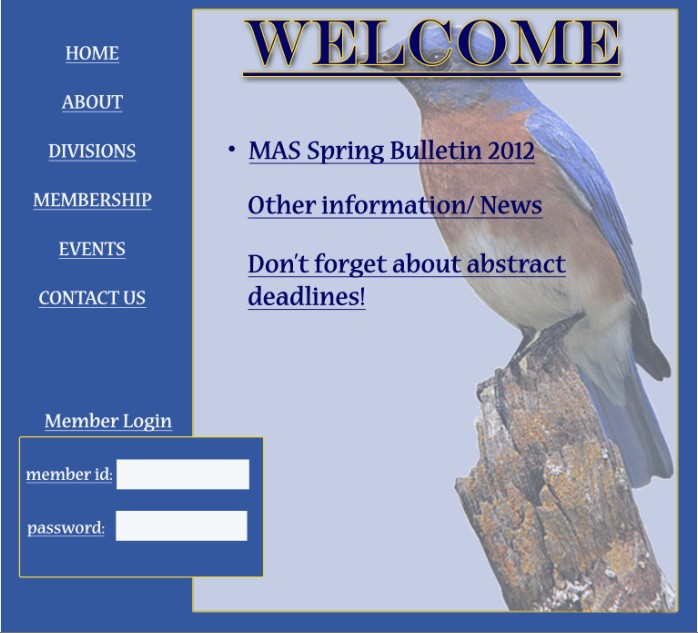 WELCOME
HOME
ABOUT
DIVISIONS
MEMBERSHIP
EVENTS
CONTACT US
• MAS Spring Bulletin 2012
Other information/ News
Don't forget about abstract
deadlines!
Member Login
member id:
password: